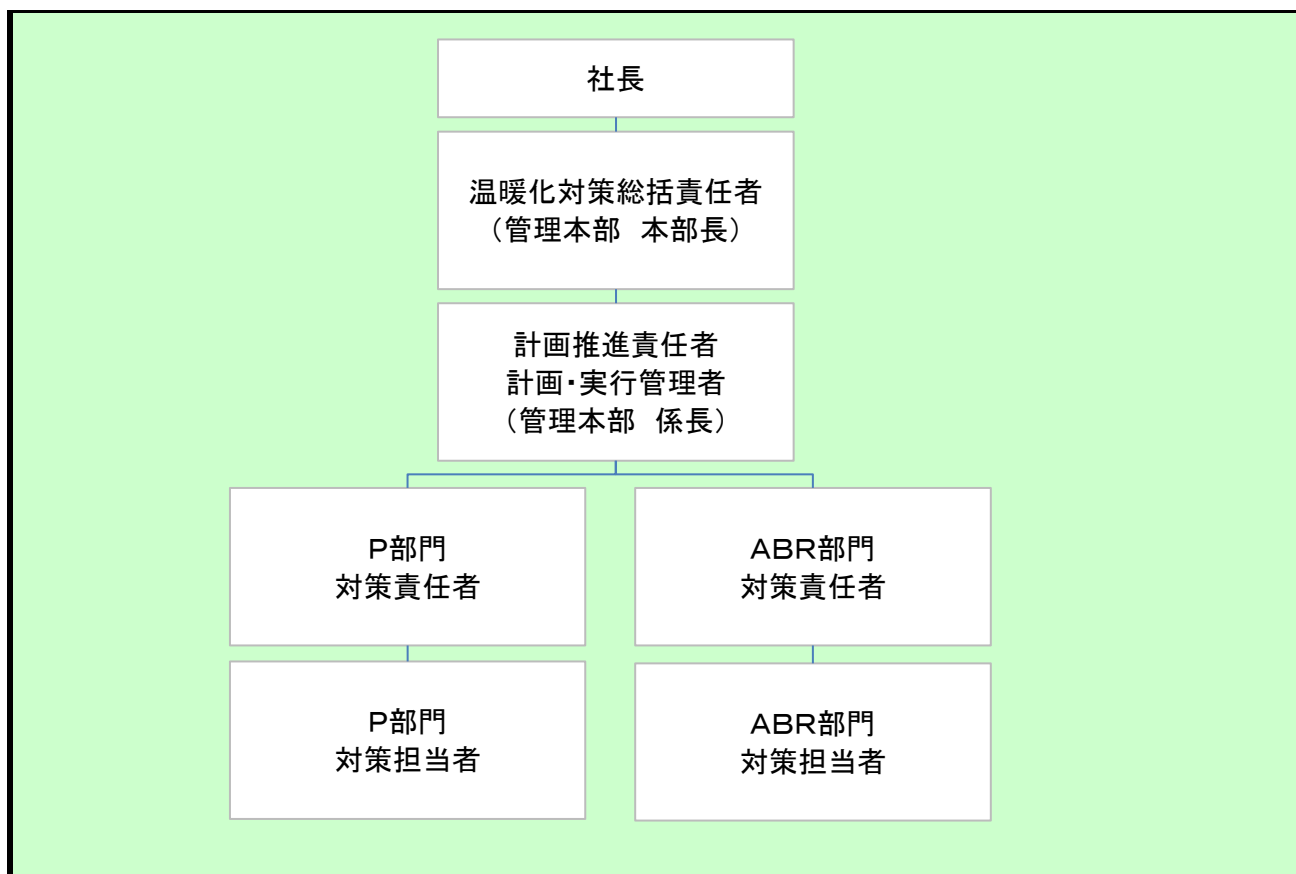 社長
温暖化対策総括責任者
（管理本部　本部長）
計画推進責任者
計画・実行管理者
（管理本部　係長）
Ｐ部門
対策責任者
ＡＢＲ部門
対策責任者
Ｐ部門
対策担当者
ＡＢＲ部門
対策担当者